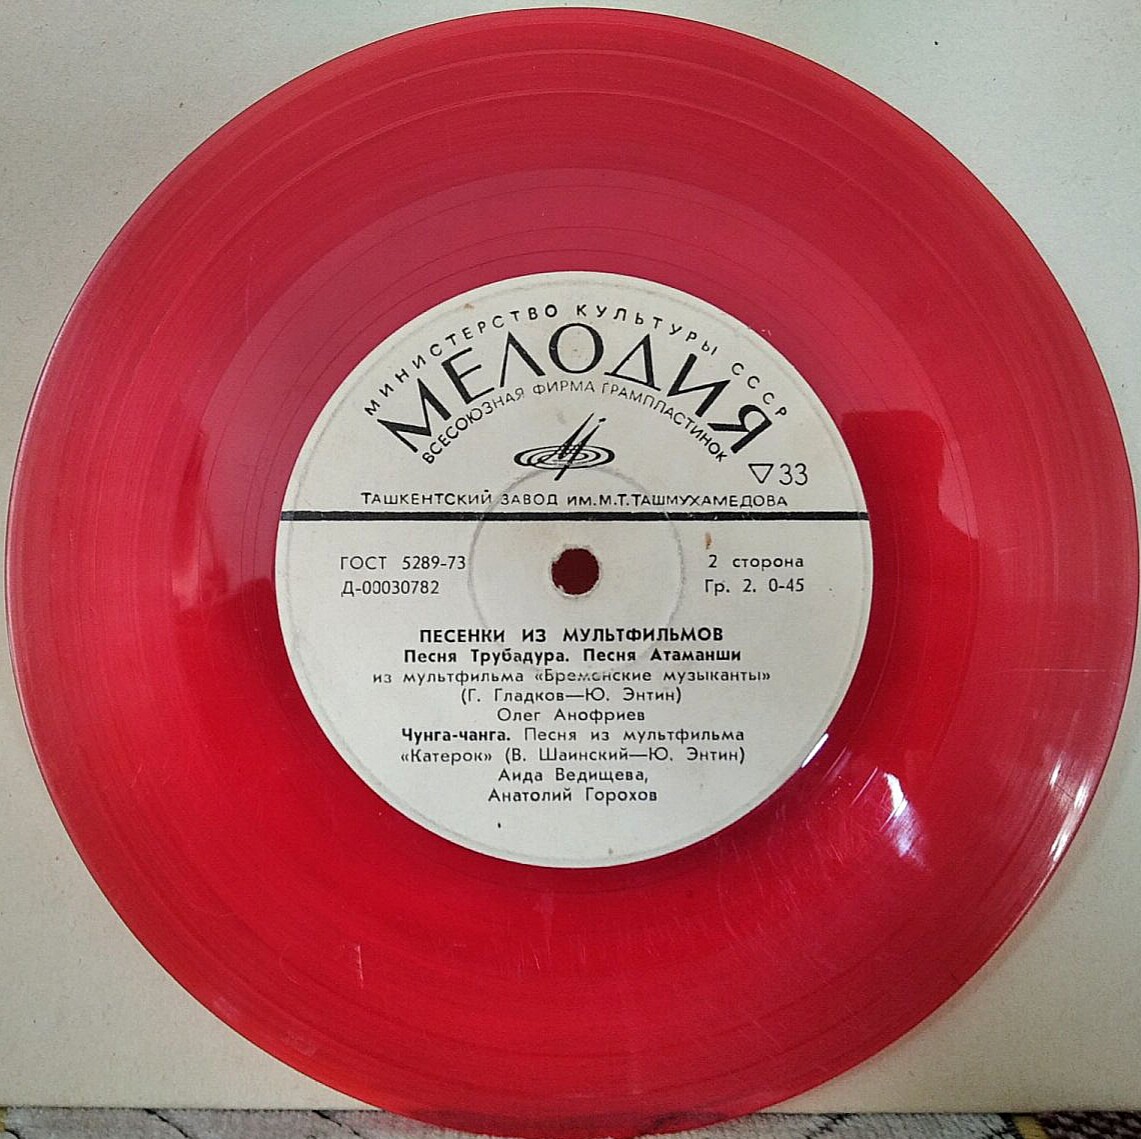 МИНИСТЕРСТВО КУЛЬТУРЫ СССР
МЕЛОДИЯ
ВСЕСОЮЗНАЯ ФИРМА ГРАМПЛАСТИНОК
33
ТАШКЕНТСКИЙ ЗАВОД ИМ.М.Т.ТАШМУХАМЕДОВА
ГОСТ 5289-73
2 сторона
Д-00030782
Гр. 2. 0-45
ПЕСЕНКИ ИЗ МУЛЬТФИЛЬМОВ
Песня Трубадура. Песня Атаманши
из мультфильма «Бременские музыканты»
(Г. Гладков—Ю. Энтин)
Олег Анофриев
Чунга-чанга. Песня из мультфильма
«Катерок» (В. Шаинский—Ю. Энтин)
Аида Ведищева,
Анатолий Горохов